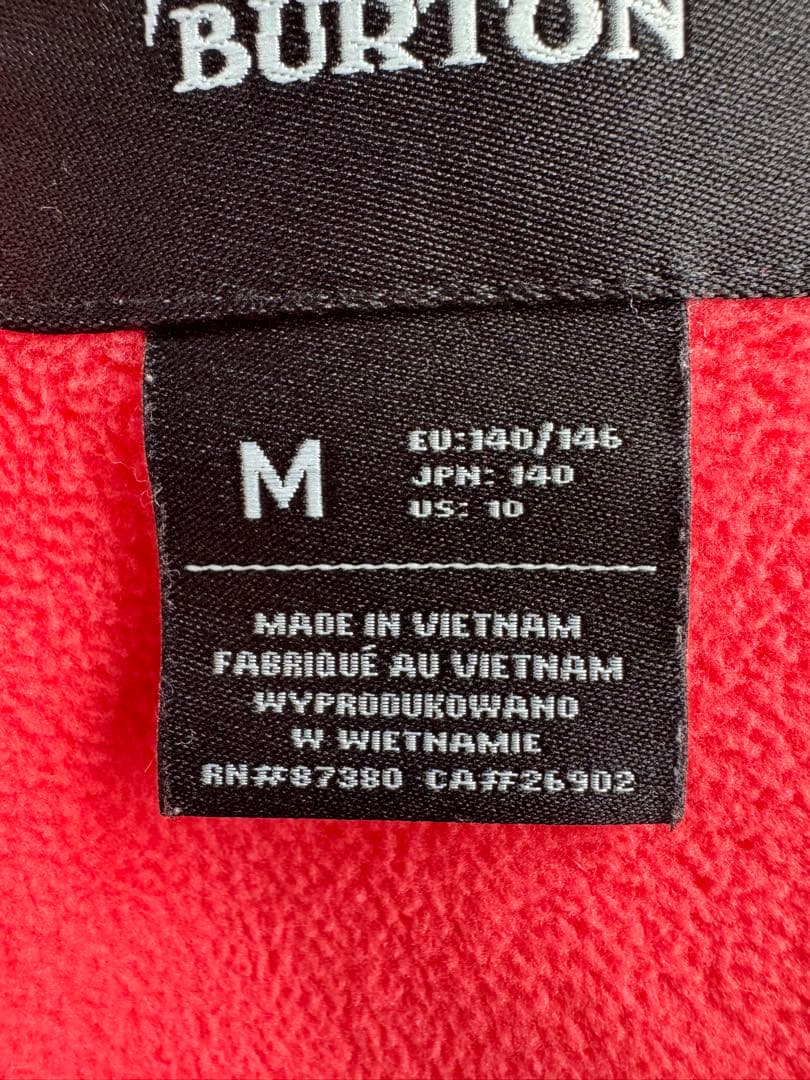 BURTON
M
EU:140/146
JPN: 140
US: 10
MADE IN VIETNAM
FABRIQUÉ AU VIETNAM
WYPRODUKOWANO
W WIETNAMIE
RN#87380 CA#26902